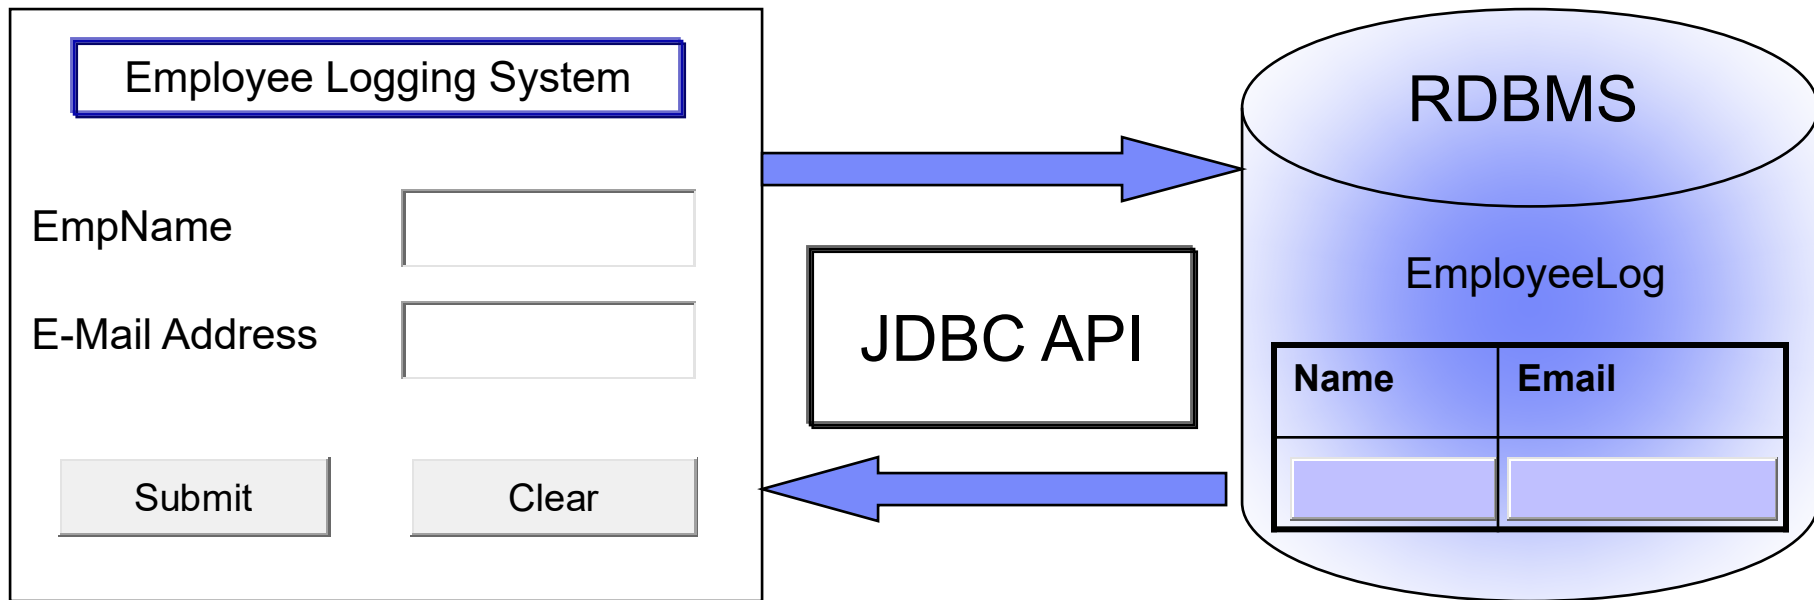 Employee Logging System
EmpName
E-Mail Address
Submit
Clear
JDBC API
RDBMS
EmployeeLog
Name
Email